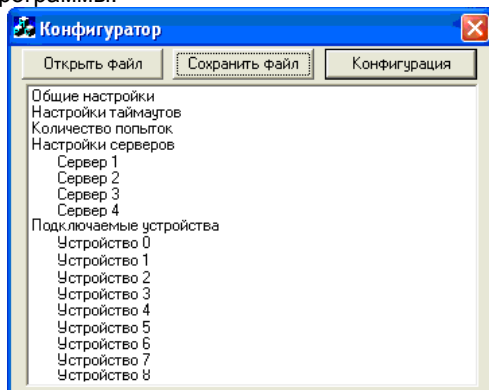 рограммы.
Конфигуратор
Открыть файл Сохранить файл Конфигурация
Общие настройки
Настройки таймаутов
Количество попыток
Настройки серверов
Сервер 1
Сервер 2
Сервер 3
Сервер 4
Подключаемые устройства
Устройство 0
Устройство 1
Устройство 2
Устройство 3
Устройство 4
Устройство 5
Устройство 6
Устройство 7
Устройство 8